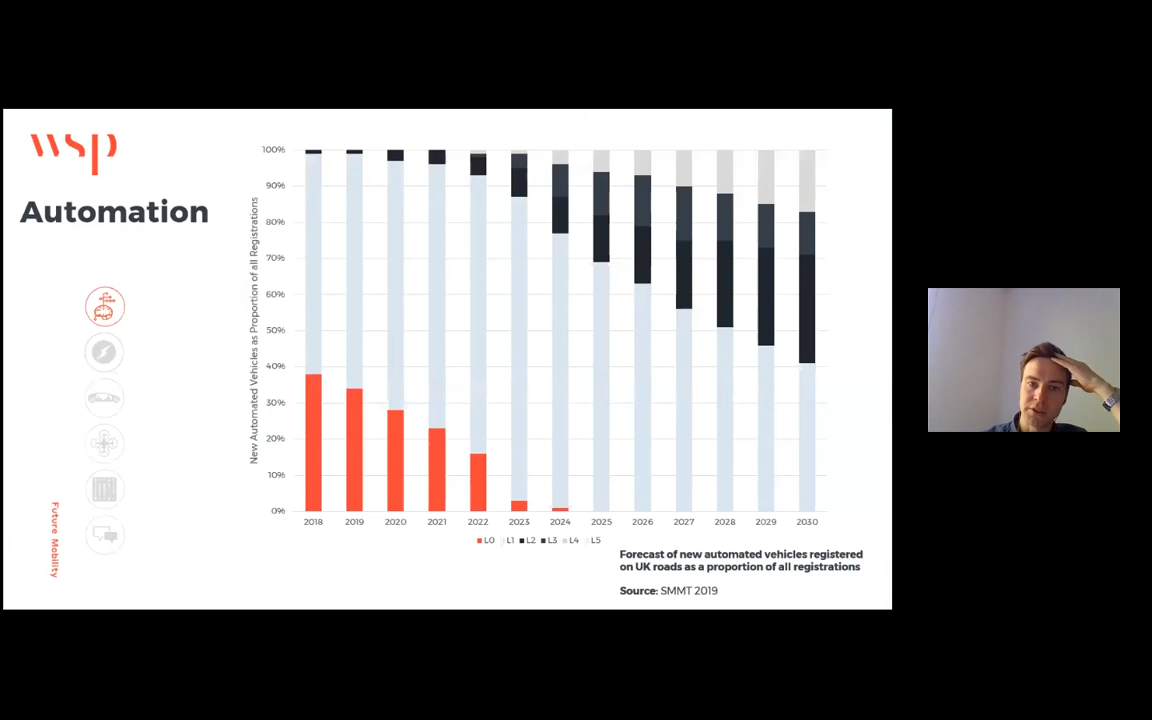 wsp
Automation
Future Mobility
New Automated Vehicles as Proportion of all Registrations
100%
90%
80%
70%
60%
50%
40%
30%
20%
10%
0%
2018 2019 2020 2021 2022 2023 2024 2025 2026 2027 2028 2029 2030
L0 L1 L2 L3 L4 L5
Forecast of new automated vehicles registered
on UK roads as a proportion of all registrations
Source: SMMT 2019